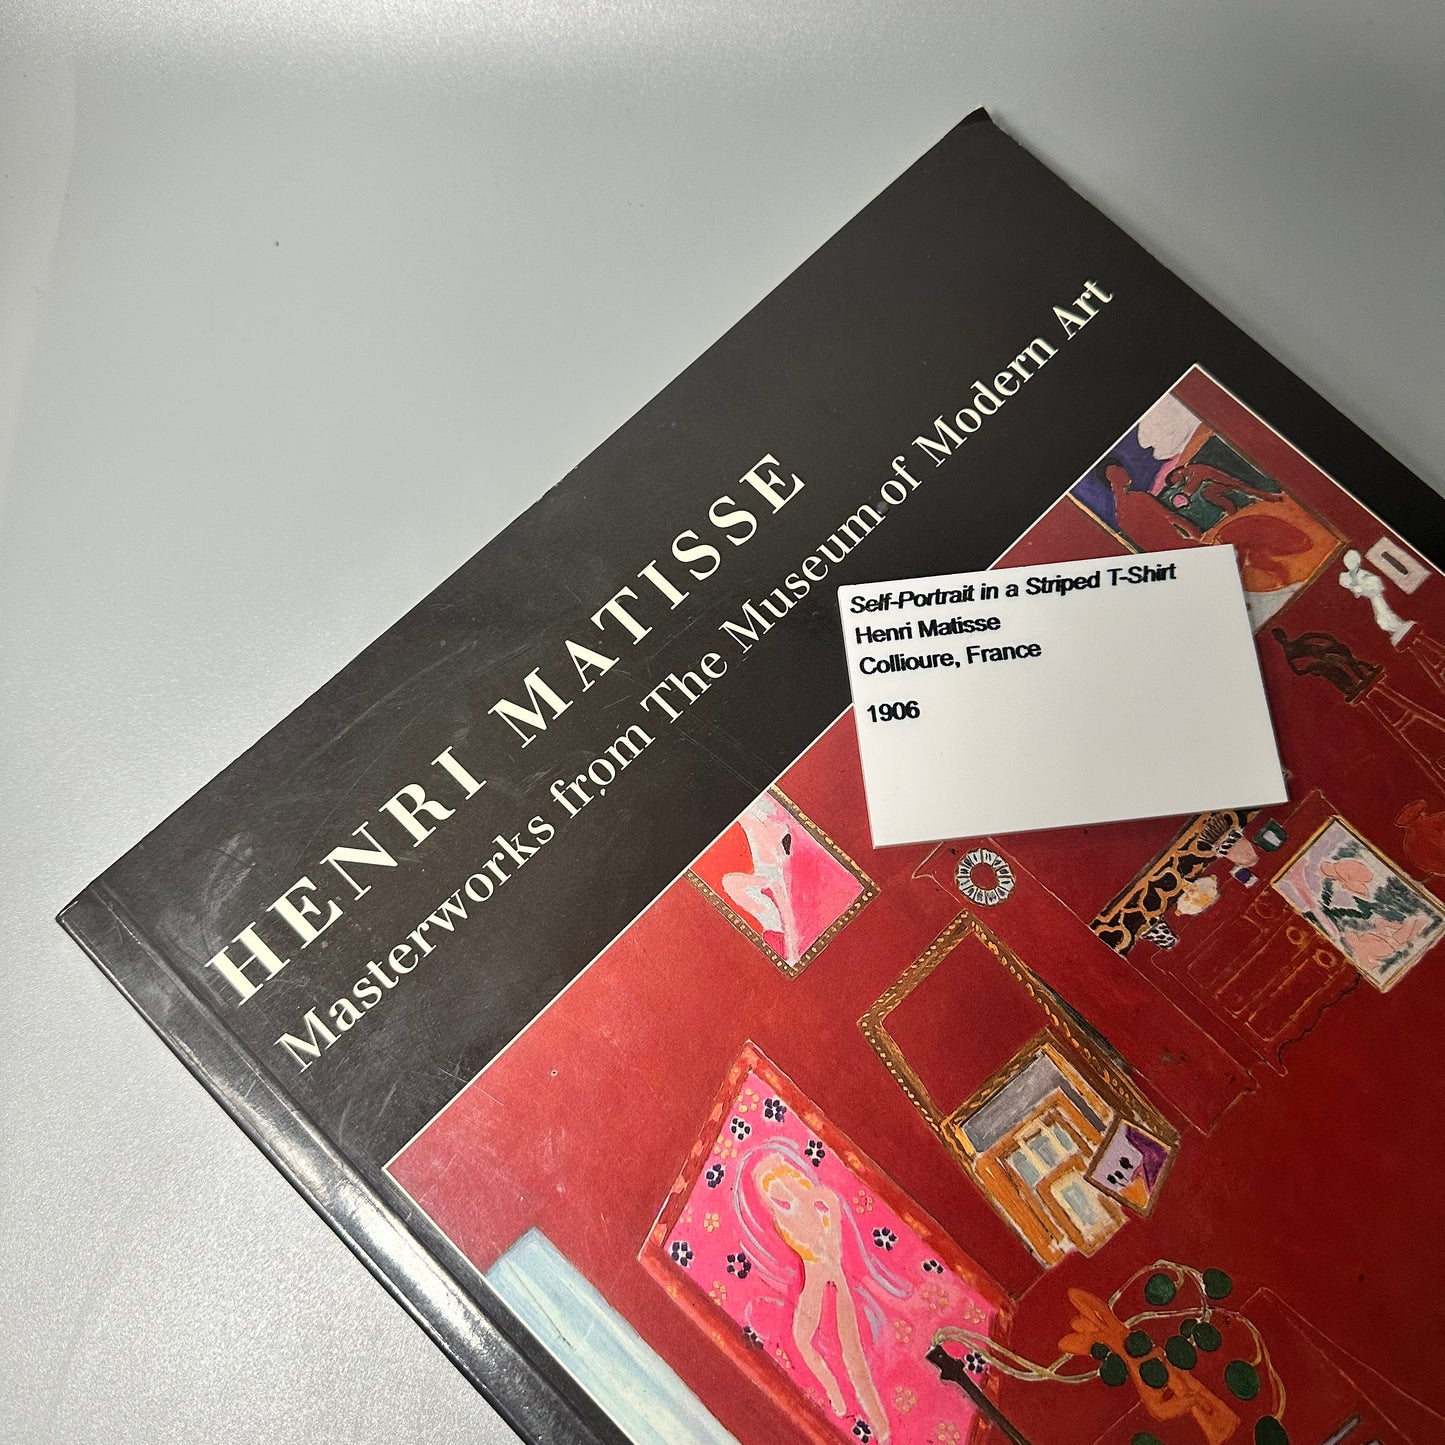 HENRI MATISSE
Masterworks from The Museum of Modern Art
Self-Portrait in a Striped T-Shirt
Henri Matisse
Collioure, France
1906